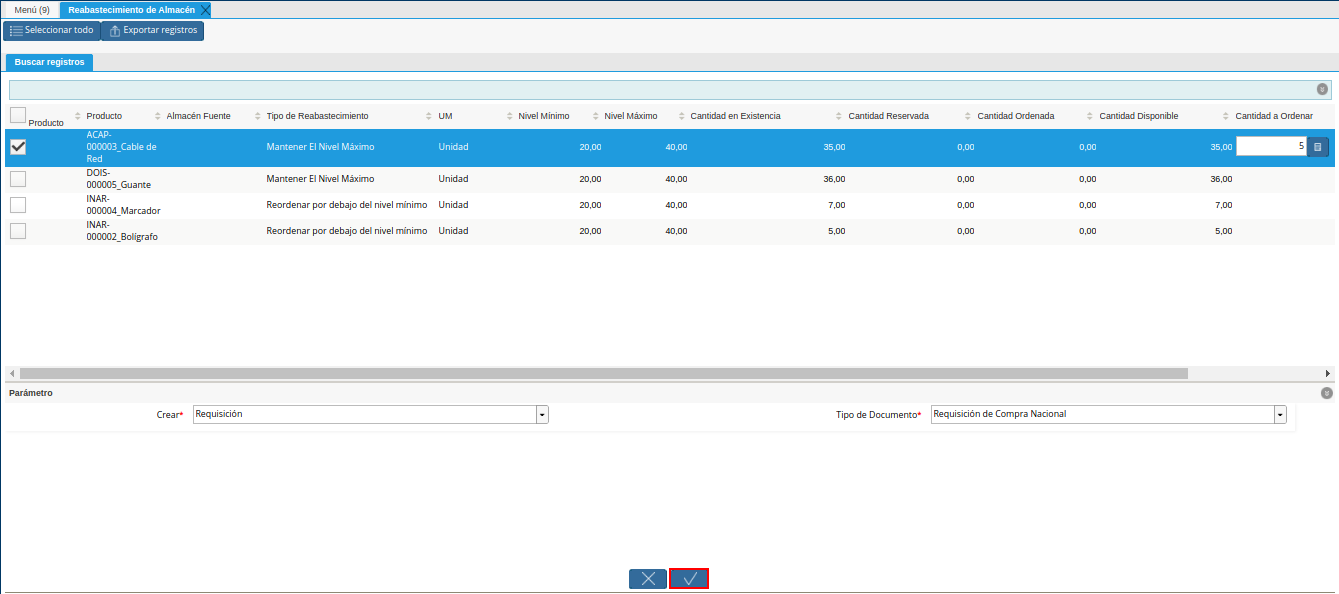 Menú (9)
Reabastecimiento de Almacén
Seleccionar todo
Exportar registros
Buscar registros
Producto
Producto
Almacén Fuente
Tipo de Reabastecimiento
UM
Nivel Mínimo
Nivel Máximo
Cantidad en Existencia
Cantidad Reservada
Cantidad Ordenada
Cantidad Disponible
Cantidad a Ordenar
ACAP-
000003_Cable de
Red
Mantener El Nivel Máximo
Unidad
20,00
40,00
35,00
0,00
0,00
35,00
5
DOIS-
000005_Guante
Mantener El Nivel Máximo
Unidad
20,00
40,00
36,00
0,00
0,00
36,00
INAR-
000004_Marcador
Reordenar por debajo del nivel mínimo
Unidad
20,00
40,00
7,00
0,00
0,00
7,00
INAR-
000002_Bolígrafo
Reordenar por debajo del nivel mínimo
Unidad
20,00
40,00
5,00
0,00
0,00
5,00
Parámetro
Crear*
Requisición
Tipo de Documento*
Requisición de Compra Nacional